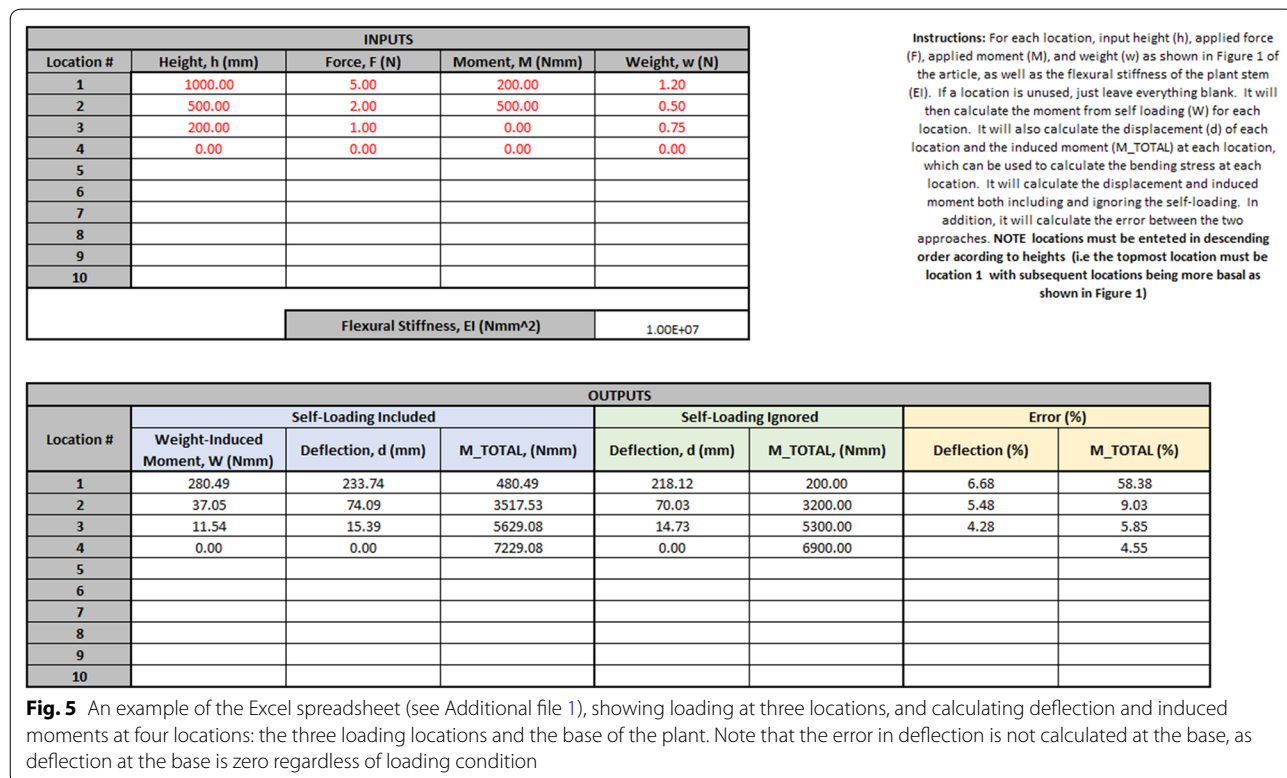 INPUTS
Location # Height, h (mm) Force, F (N) Moment, M (Nmm) Weight, w (N)
1 1000.00 5.00 200.00 1.20
2 500.00 2.00 500.00 0.50
3 200.00 1.00 0.00 0.75
4 0.00 0.00 0.00 0.00
5
6
7
8
9
10
Flexural Stiffness, EI (Nmm^2) 1.00E+07
Instructions: For each location, input height (h), applied force
(F), applied moment (M), and weight (w) as shown in Figure 1 of
the article, as well as the flexural stiffness of the plant stem
(EI). If a location is unused, just leave everything blank. It will
then calculate the moment from self loading (W) for each
location. It will also calculate the displacement (d) of each
location and the induced moment (M_TOTAL) at each location,
which can be used to calculate the bending stress at each
location. It will calculate the displacement and induced
moment both including and ignoring the self-loading. In
addition, it will calculate the error between the two
approaches. NOTE locations must be enteted in descending
order acording to heights (i.e the topmost location must be
location 1 with subsequent locations being more basal as
shown in Figure 1)
OUTPUTS
Location # Self-Loading Included Self-Loading Ignored Error (%)
Weight-Induced
Moment, W (Nmm) Deflection, d (mm) M_TOTAL, (Nmm) Deflection, d (mm) M_TOTAL, (Nmm) Deflection (%) M_TOTAL (%)
1 280.49 233.74 480.49 218.12 200.00 6.68 58.38
2 37.05 74.09 3517.53 70.03 3200.00 5.48 9.03
3 11.54 15.39 5629.08 14.73 5300.00 4.28 5.85
4 0.00 0.00 7229.08 0.00 6900.00 4.55
5
6
7
8
9
10
Fig. 5 An example of the Excel spreadsheet (see Additional file 1), showing loading at three locations, and calculating deflection and induced
moments at four locations: the three loading locations and the base of the plant. Note that the error in deflection is not calculated at the base, as
deflection at the base is zero regardless of loading condition